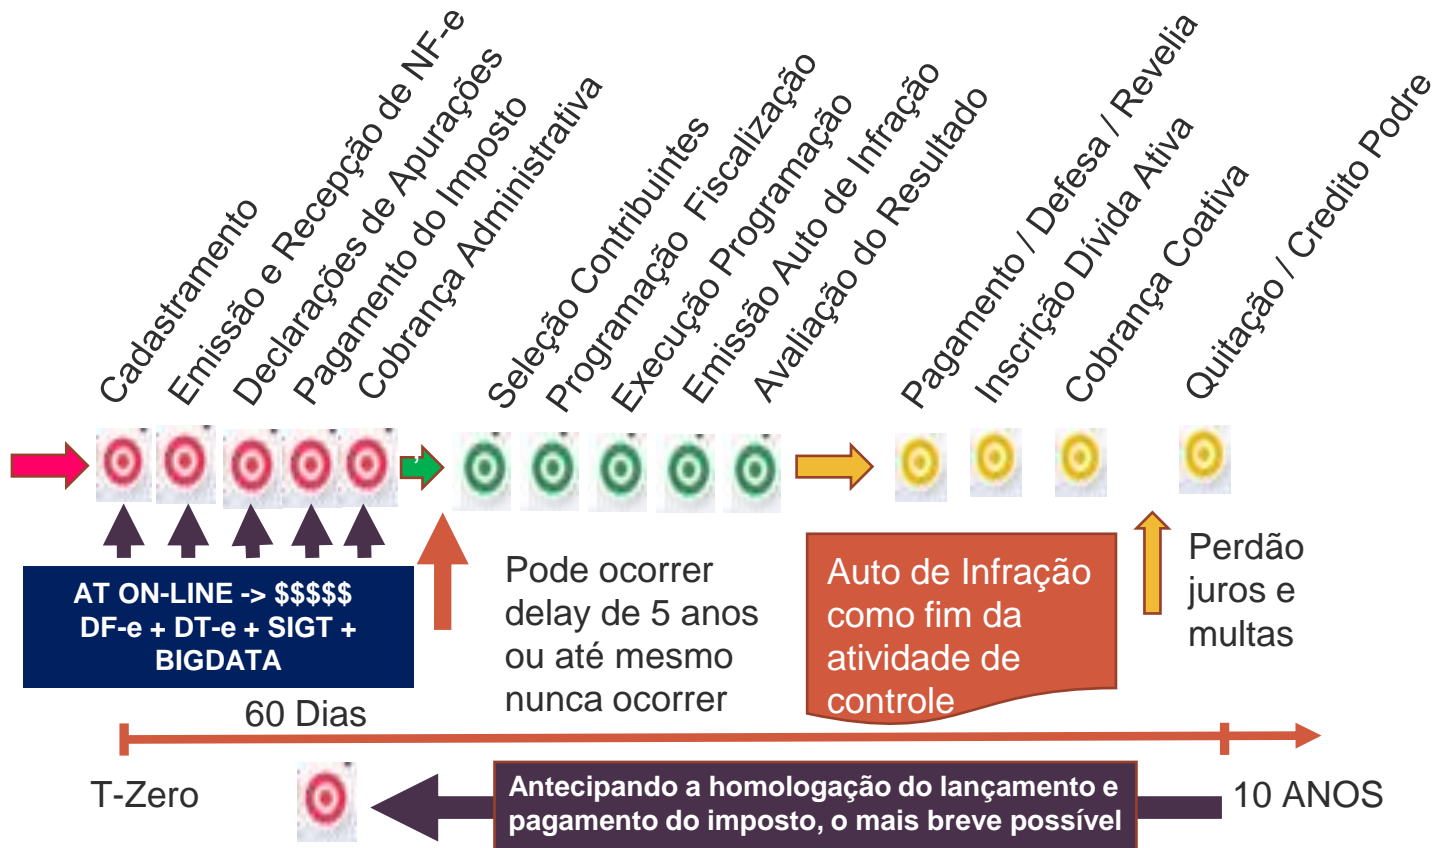 Cadastramento
Emissão e Recepção de NF-e
Declarações de Apurações
Pagamento do Imposto
Cobrança Administrativa
Seleção Contribuintes
Programação Fiscalização
Execução Programação
Emissão Auto de Infração
Avaliação do Resultado
Pagamento / Defesa / Revelia
Inscrição Dívida Ativa
Cobrança Coativa
Quitação / Credito Podre
AT ON-LINE -> $$$$$
DF-e + DT-e + SIGT +
BIGDATA
Pode ocorrer
delay de 5 anos
ou até mesmo
nunca ocorrer
Auto de Infração
como fim da
atividade de
controle
Perdão
juros e
multas
60 Dias
T-Zero
Antecipando a homologação do lançamento e
pagamento do imposto, o mais breve possível
10 ANOS